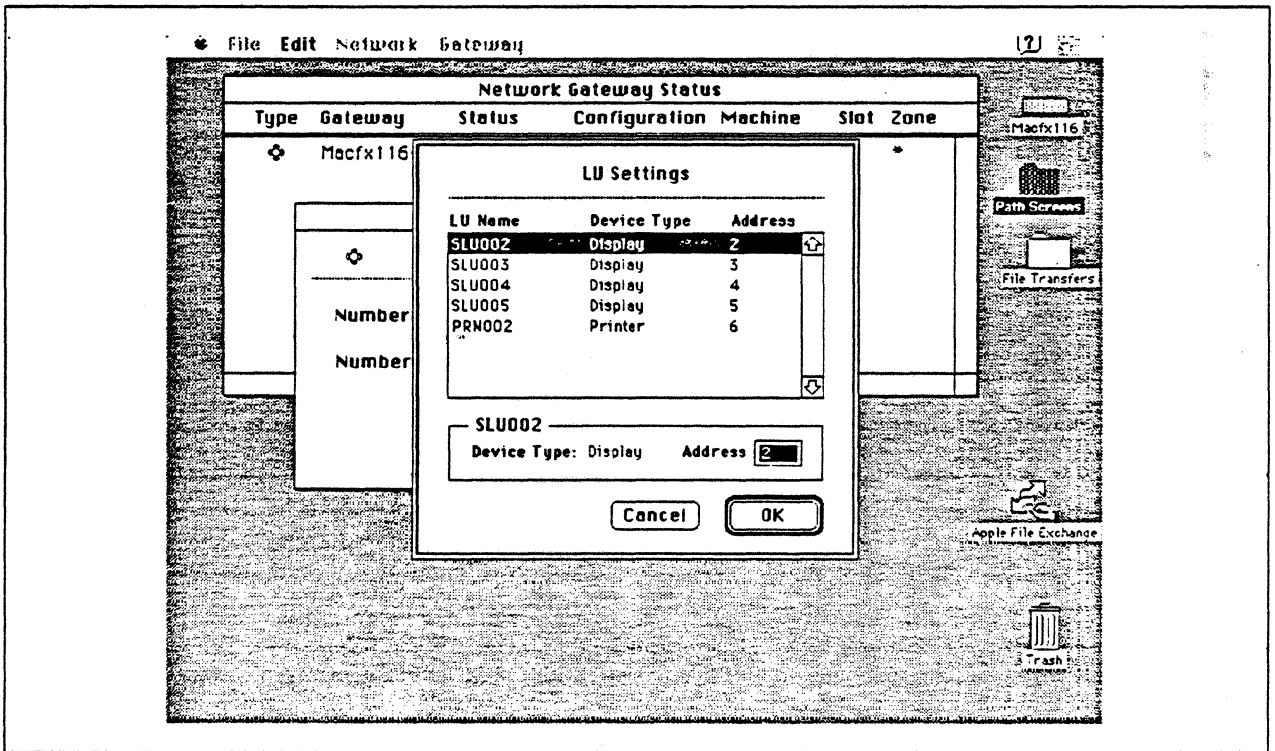 File Edit Network Gateway
Network Gateway Status
Type Gateway Status Configuration Machine Slot Zone
Macfx116 *
LU Settings
LU Name Device Type Address
SLU002 Display 2
SLU003 Display 3
SLU004 Display 4
SLU005 Display 5
PRN002 Printer 6
Number
Number
SLU002
Device Type: Display Address 2
Cancel OK
Macfx116
Path Screens
File Transfers
Apple File Exchange
Trash